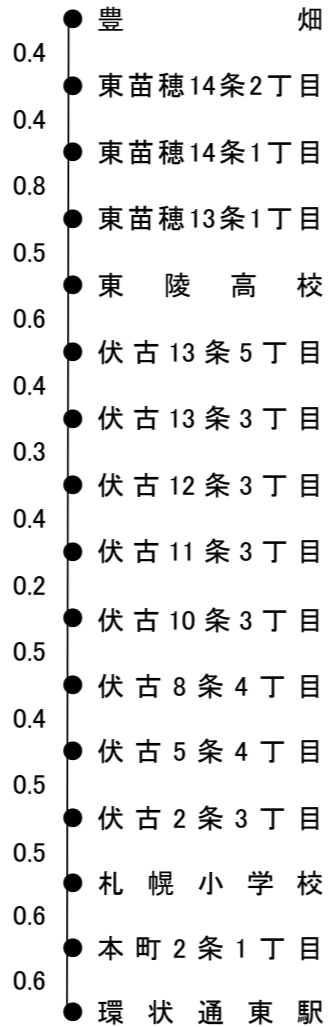 豊畑
0.4
東苗穂14条2丁目
0.4
東苗穂14条1丁目
0.8
東苗穂13条1丁目
0.5
東陵高校
0.6
伏古13条5丁目
0.4
伏古13条3丁目
0.3
伏古12条3丁目
0.4
伏古11条3丁目
0.2
伏古10条3丁目
0.5
伏古8条4丁目
0.4
伏古5条4丁目
0.5
伏古2条3丁目
0.5
札幌小学校
0.6
本町2条1丁目
0.6
環状通東駅